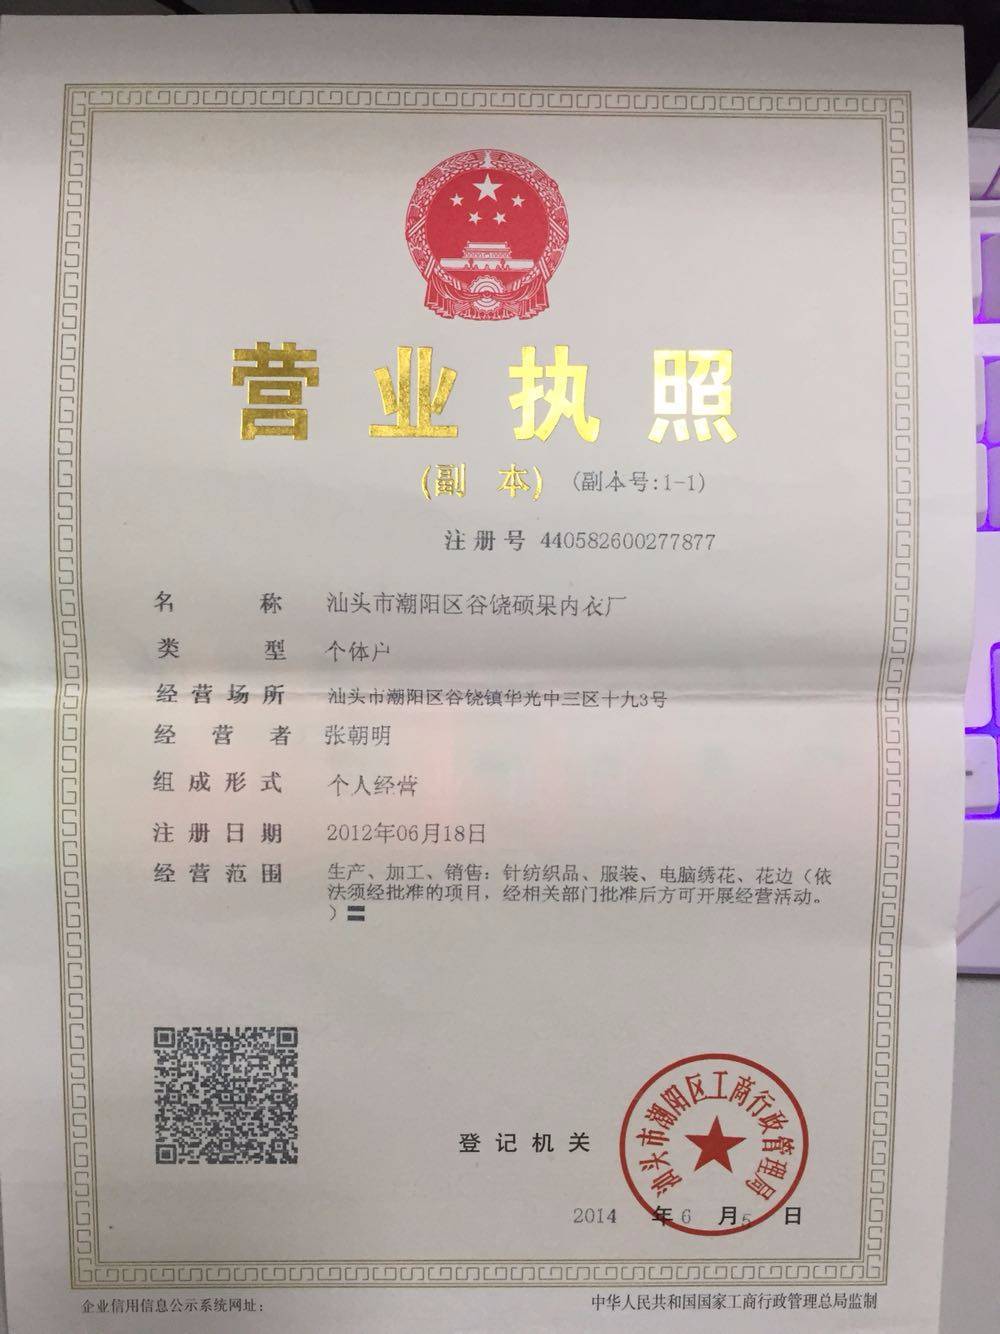 营业执照
(副 本) (副本号:1-1)
注册号 440582600277877
名称 汕头市潮阳区谷饶硕果内衣厂
类型 个体户
经营场所 汕头市潮阳区谷饶镇华光中三区十九3号
经营者 张朝明
组成形式 个人经营
注册日期 2012年06月18日
经营范围 生产、加工、销售：针纺织品、服装、电脑绣花、花边（依
法须经批准的项目，经相关部门批准后方可开展经营活动。
）〓
汕头市潮阳区工商行政管理局
登记机关
2014 年 6 月 5 日
企业信用信息公示系统网址：
中华人民共和国国家工商行政管理总局监制